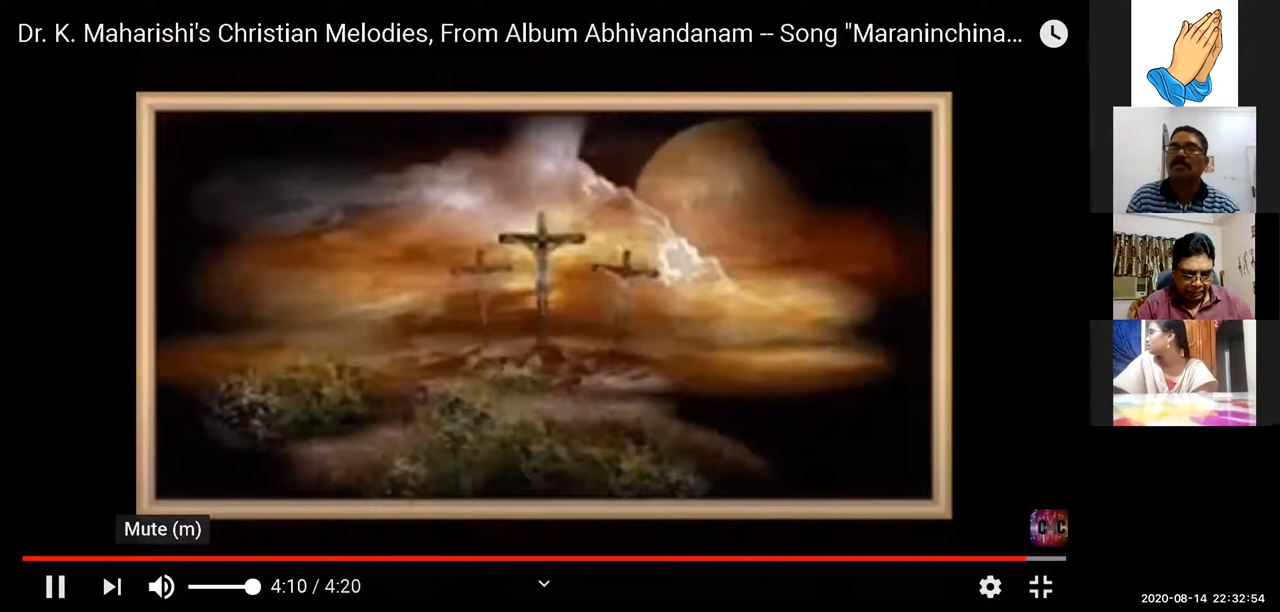 Dr. K. Maharishi's Christian Melodies, From Album Abhivandanam -- Song "Maraninchina...
Mute (m)
4:10 / 4:20
2020-08-14 22:32:54